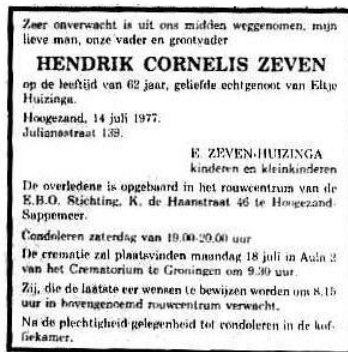 Zeer onverwacht is uit ons midden weggenomen, mijn
lieve man, onze vader en grootvader
HENDRIK CORNELIS ZEVEN
op de leeftijd van 62 jaar, geliefde echtgenoot van Eltje
Huizinga.
Hoogezand, 14 juli 1977.
Julianastraat 139.
E. ZEVEN-HUIZINGA
kinderen en kleinkinderen
De overledene is opgebaard in het rouwcentrum van de
E.B.O. Stichting, K. de Haanstraat 46 te Hoogezand-
Sappemeer.
Condoleren zaterdag van 19.00-20.00 uur
De crematie zal plaatsvinden maandag 18 juli in Aula 2
van het Crematorium te Groningen om 9.30 uur.
Zij, die de laatste eer wensen te bewijzen worden om 8.15
uur in bovengenoemd rouwcentrum verwacht.
Na de plechtigheid gelegenheid tot condoleren in de kof-
fiekamer.